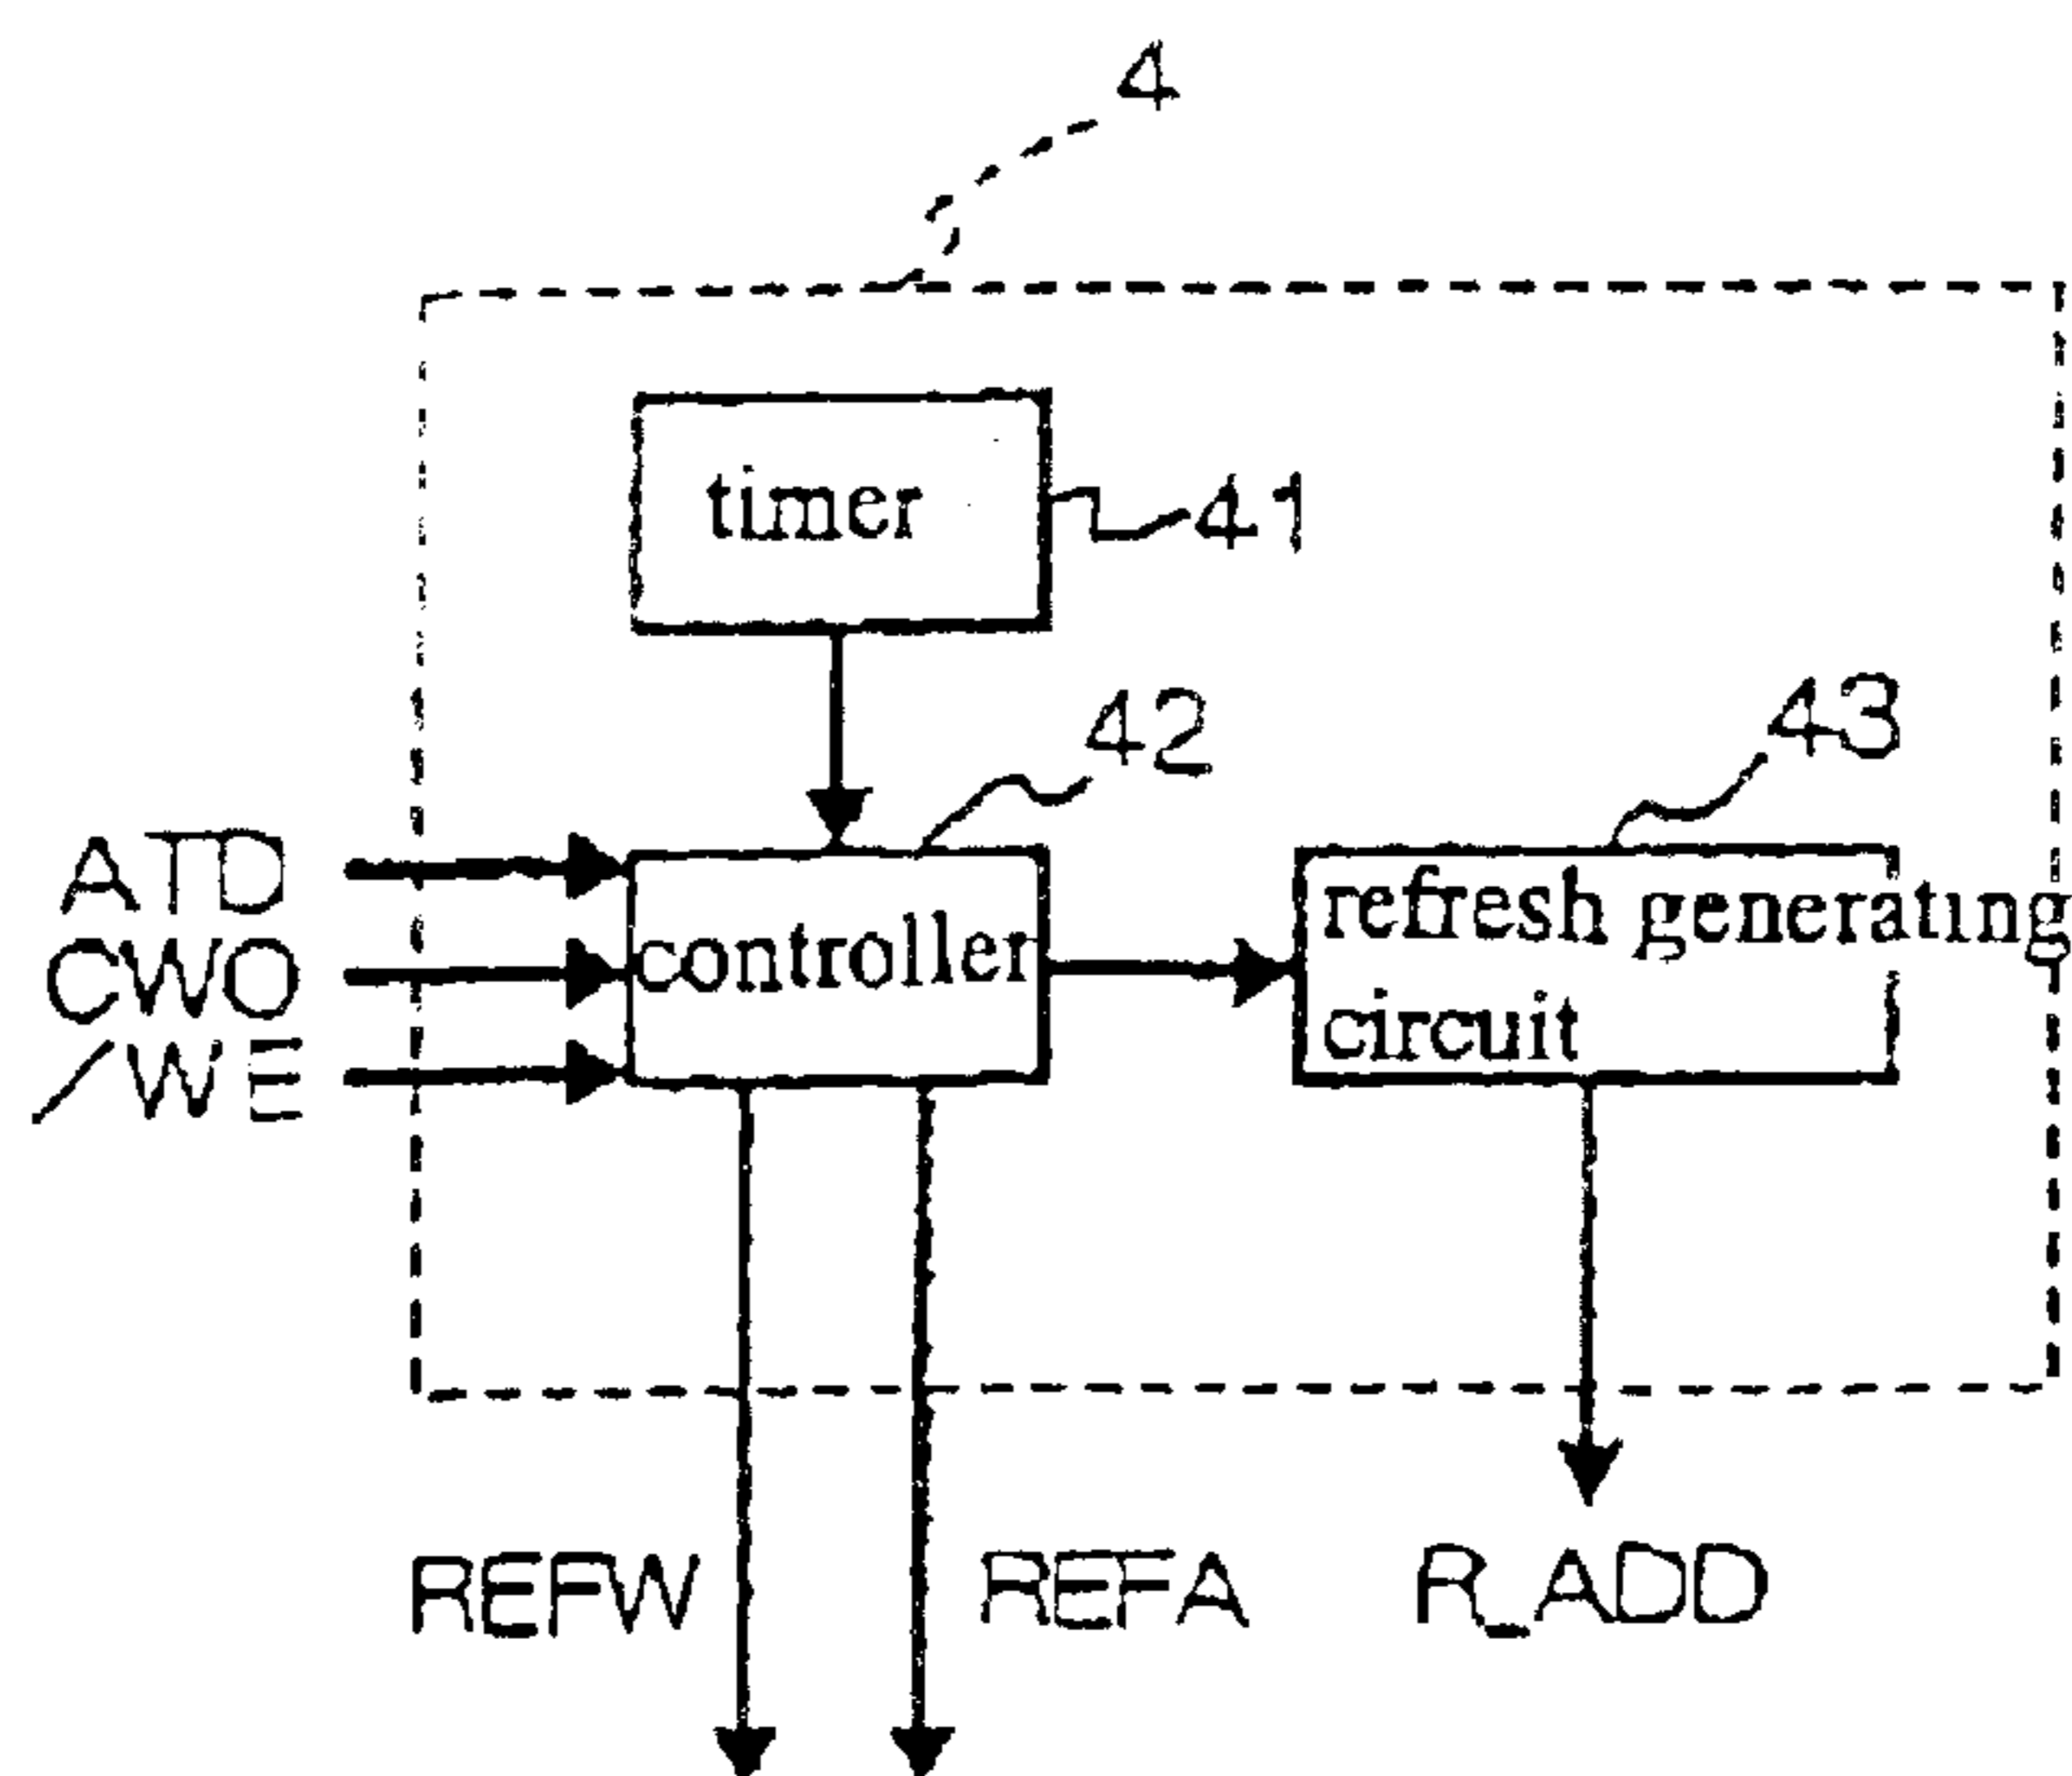 4
timer
41
42
43
ATD
CWO
/WE
controller
refresh generating
circuit
REFW
REFA
R_ADD